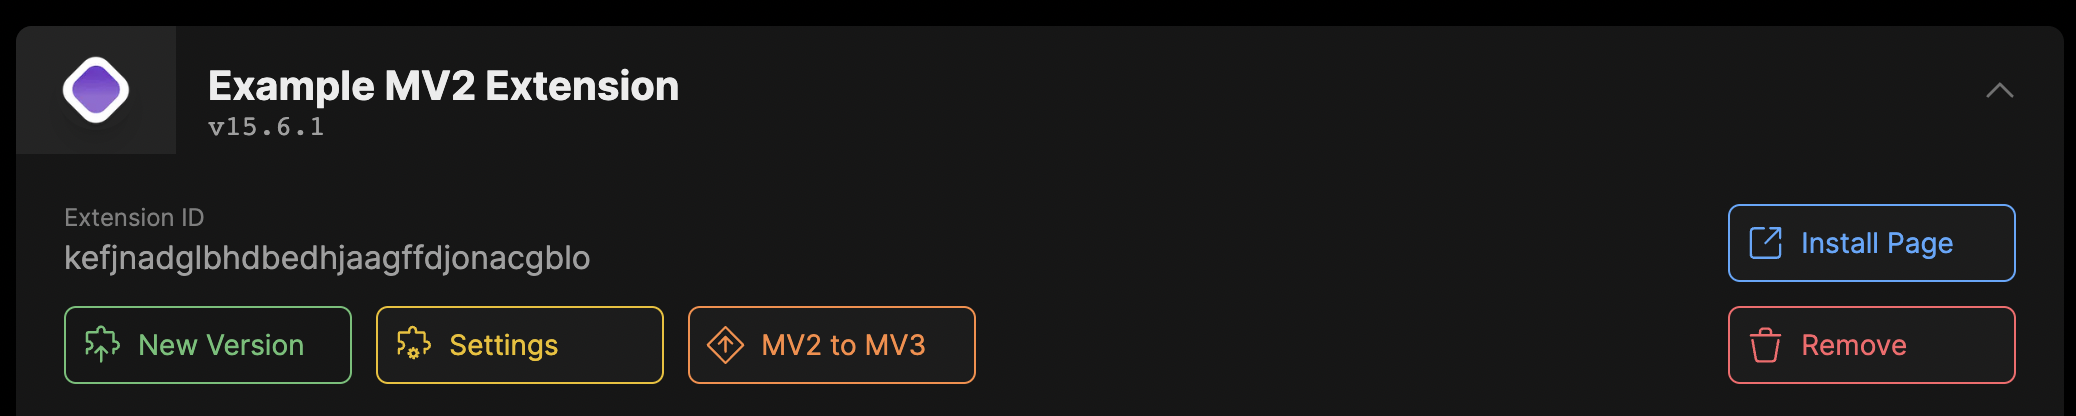 Example MV2 Extension
v15.6.1
Extension ID
kefjnadglbhdbedhjaagffdjonacgblo
Install Page
New Version
Settings
MV2 to MV3
Remove